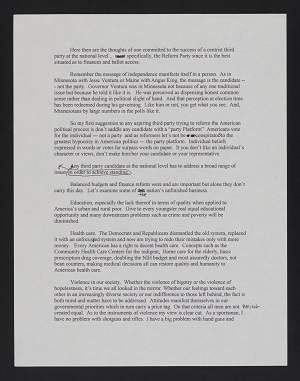 Here then are the thoughts of one committed to the success of a centrist third
party at the national level... specifically, the Reform Party since it is the best
situated as to finances and ballot access.
Remember the message of independence manifests itself in a person. As in
Minnesota with Jesse Ventura or Maine with Angus King, the message is the candidate --
- not the party. Governor Ventura was in Minnesota not because of any one traditional
issue but because he told it like it is. He was perceived as dispensing honest common
sense rather than dealing in political slight of hand. And that perception at election time
has been redeemed during his governing. Like him or not, you get what you see. And,
Minnesotans by large numbers in the polls like it.
So my first suggestion to any aspiring third party trying to reform the American
political process is don't saddle any candidate with a "party Platform". Americans vote
for the individual --- not a party and as reformers let's not be
greatest hypocrisy in American politics -- the party platform. Individual beliefs
expressed in words or votes far surpass words on paper. If you don't like an individual's
character or views, don't make him/her your candidate or your representative.
Any third party candidate at the national level has to address a broad range of
issues in order to achieve standing.
Balanced budgets and finance reform were and are important but alone they don't
carry this day. Let's examine some of nation's unfinished business.
Education, especially the lack thereof in terms of quality when applied to
America's urban and rural poor. Give to every youngster real equal educational
opportunity and many downstream problems such as crime and poverty will be
diminished.
Health care. The Democrats and Republicans dismantled the old system, replaced
it with an unforeseen system and now are trying to redo their mistakes only with more
money. Every American has a right to decent health care. Concepts such as the
Community Health Care Centers for the indigent, Home care for the elderly, basic
prescription drug coverage, doubling the NIH budget and most assuredly doctors, not
bean counters, making medical decisions all can restore quality and humanity to
American health care.
Violence in our society. Whether the violence of bigotry or the violence of
hopelessness, it's time we all looked in the mirror. Whether our feelings toward each
other in an increasingly diverse society or our indifference to those left behind, the fact is
both mind and matter have to be addressed. Attitudes manifest themselves in our
governmental priorities which in turn carry a price tag. On that criteria all men are not
created equal. As to the instruments of violence my view is clear cut. As a sportsman, I
have no problem with shotguns and rifles. I have a big problem with hand guns and